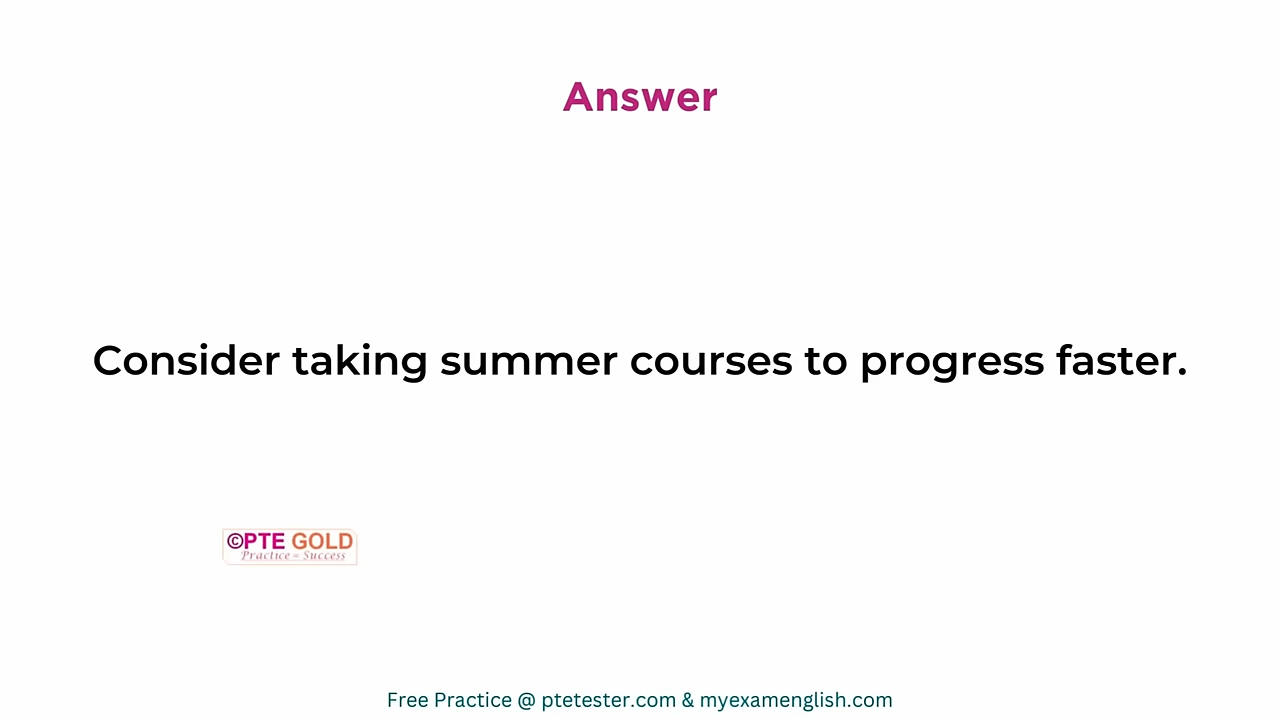 Answer
Consider taking summer courses to progress faster.
©PTE GOLD
Practice = Success
Free Practice @ ptetester.com & myexamenglish.com